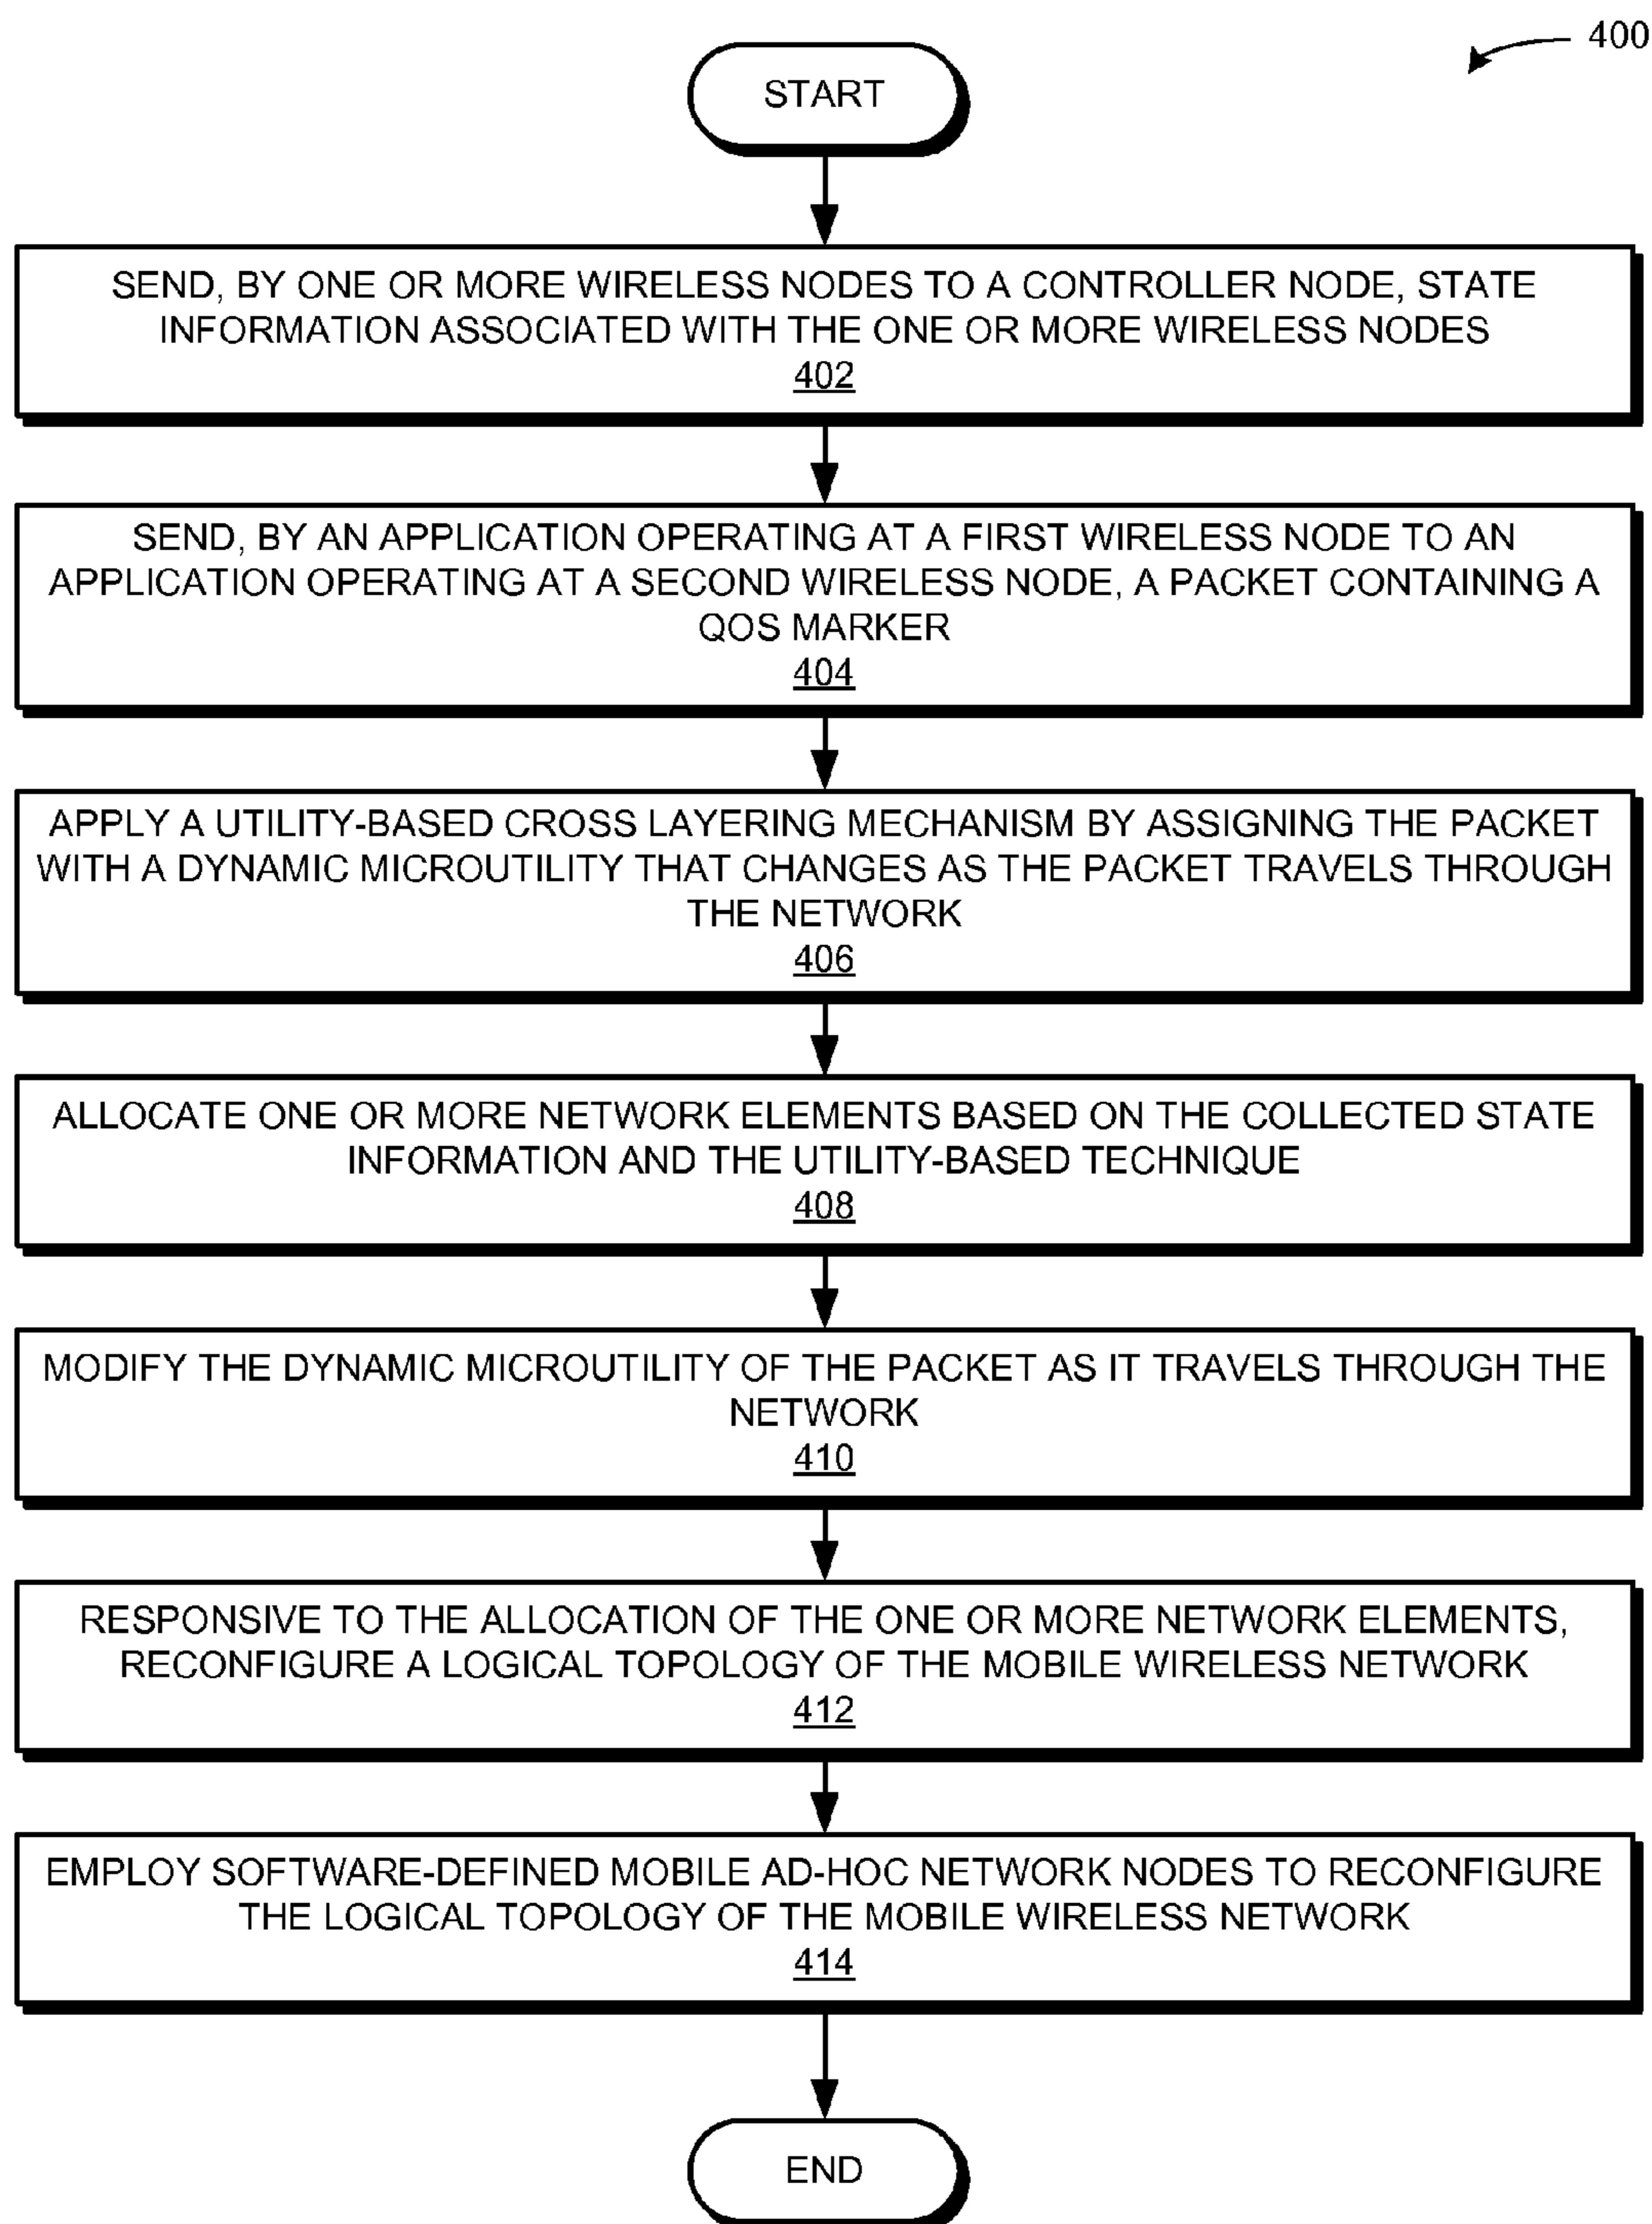 400
START
SEND, BY ONE OR MORE WIRELESS NODES TO A CONTROLLER NODE, STATE
INFORMATION ASSOCIATED WITH THE ONE OR MORE WIRELESS NODES
402
SEND, BY AN APPLICATION OPERATING AT A FIRST WIRELESS NODE TO AN
APPLICATION OPERATING AT A SECOND WIRELESS NODE, A PACKET CONTAINING A
QOS MARKER
404
APPLY A UTILITY-BASED CROSS LAYERING MECHANISM BY ASSIGNING THE PACKET
WITH A DYNAMIC MICROUTILITY THAT CHANGES AS THE PACKET TRAVELS THROUGH
THE NETWORK
406
ALLOCATE ONE OR MORE NETWORK ELEMENTS BASED ON THE COLLECTED STATE
INFORMATION AND THE UTILITY-BASED TECHNIQUE
408
MODIFY THE DYNAMIC MICROUTILITY OF THE PACKET AS IT TRAVELS THROUGH THE
NETWORK
410
RESPONSIVE TO THE ALLOCATION OF THE ONE OR MORE NETWORK ELEMENTS,
RECONFIGURE A LOGICAL TOPOLOGY OF THE MOBILE WIRELESS NETWORK
412
EMPLOY SOFTWARE-DEFINED MOBILE AD-HOC NETWORK NODES TO RECONFIGURE
THE LOGICAL TOPOLOGY OF THE MOBILE WIRELESS NETWORK
414
END